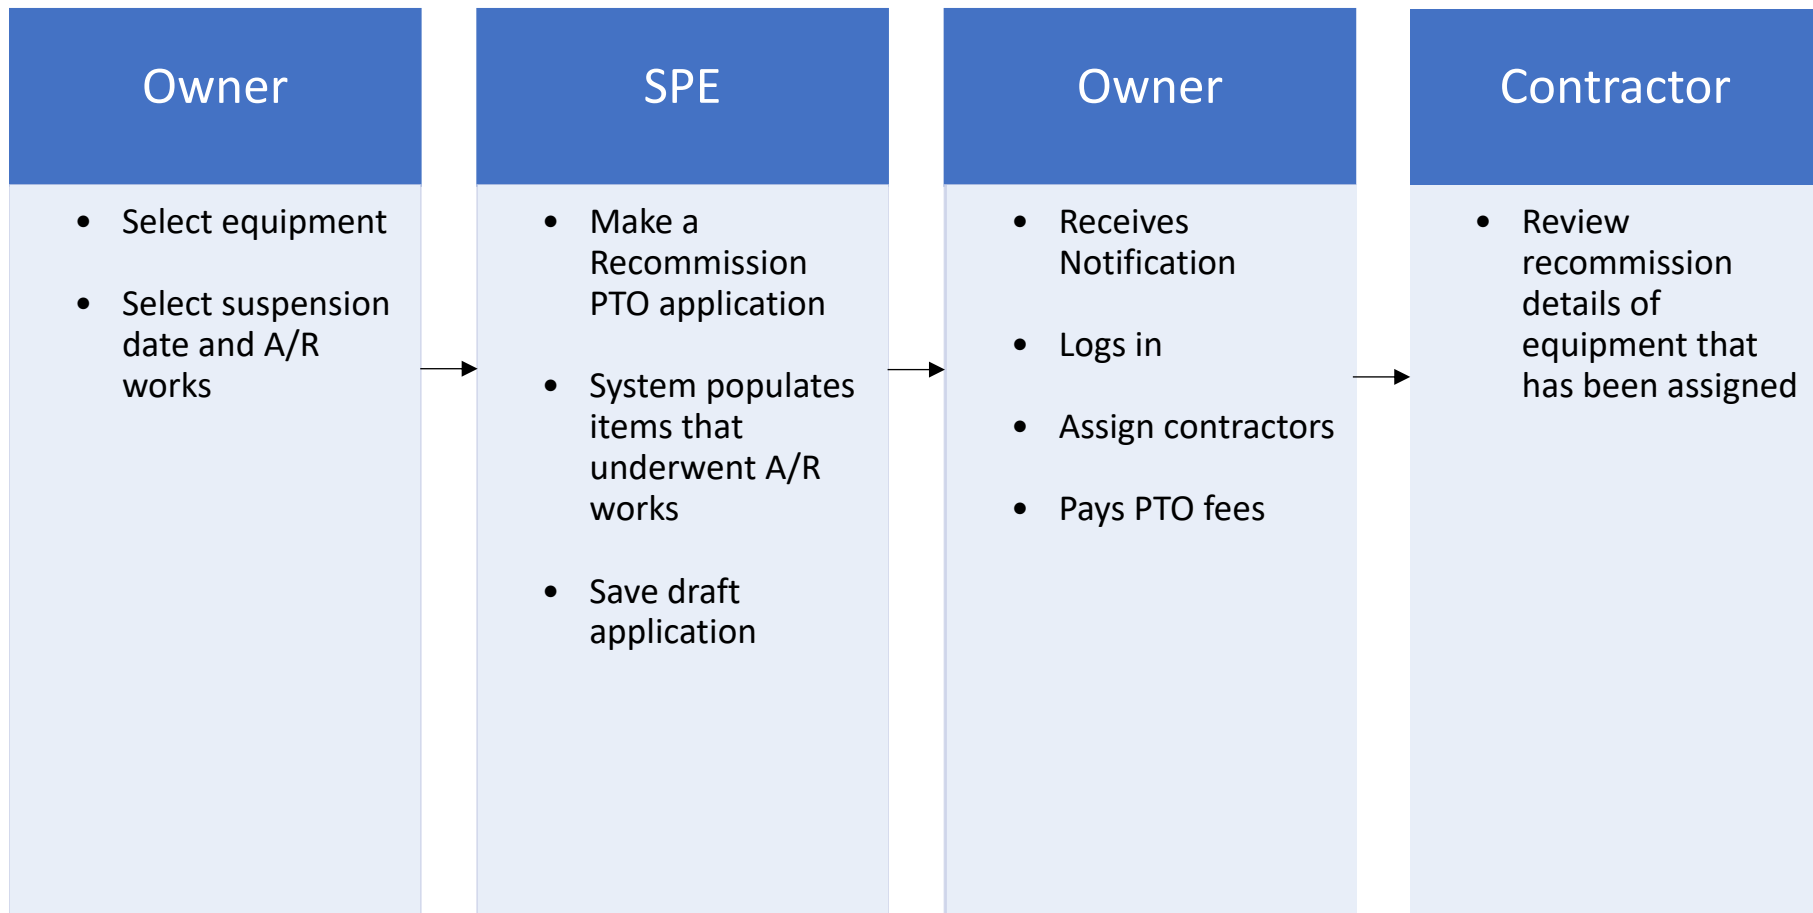 Owner
• Select equipment
• Select suspension
date and A/R
works
SPE
• Make a
Recommission
PTO application
• System populates
items that
underwent A/R
works
• Save draft
application
Owner
• Receives
Notification
• Logs in
• Assign contractors
• Pays PTO fees
Contractor
• Review
recommission
details of
equipment that
has been assigned